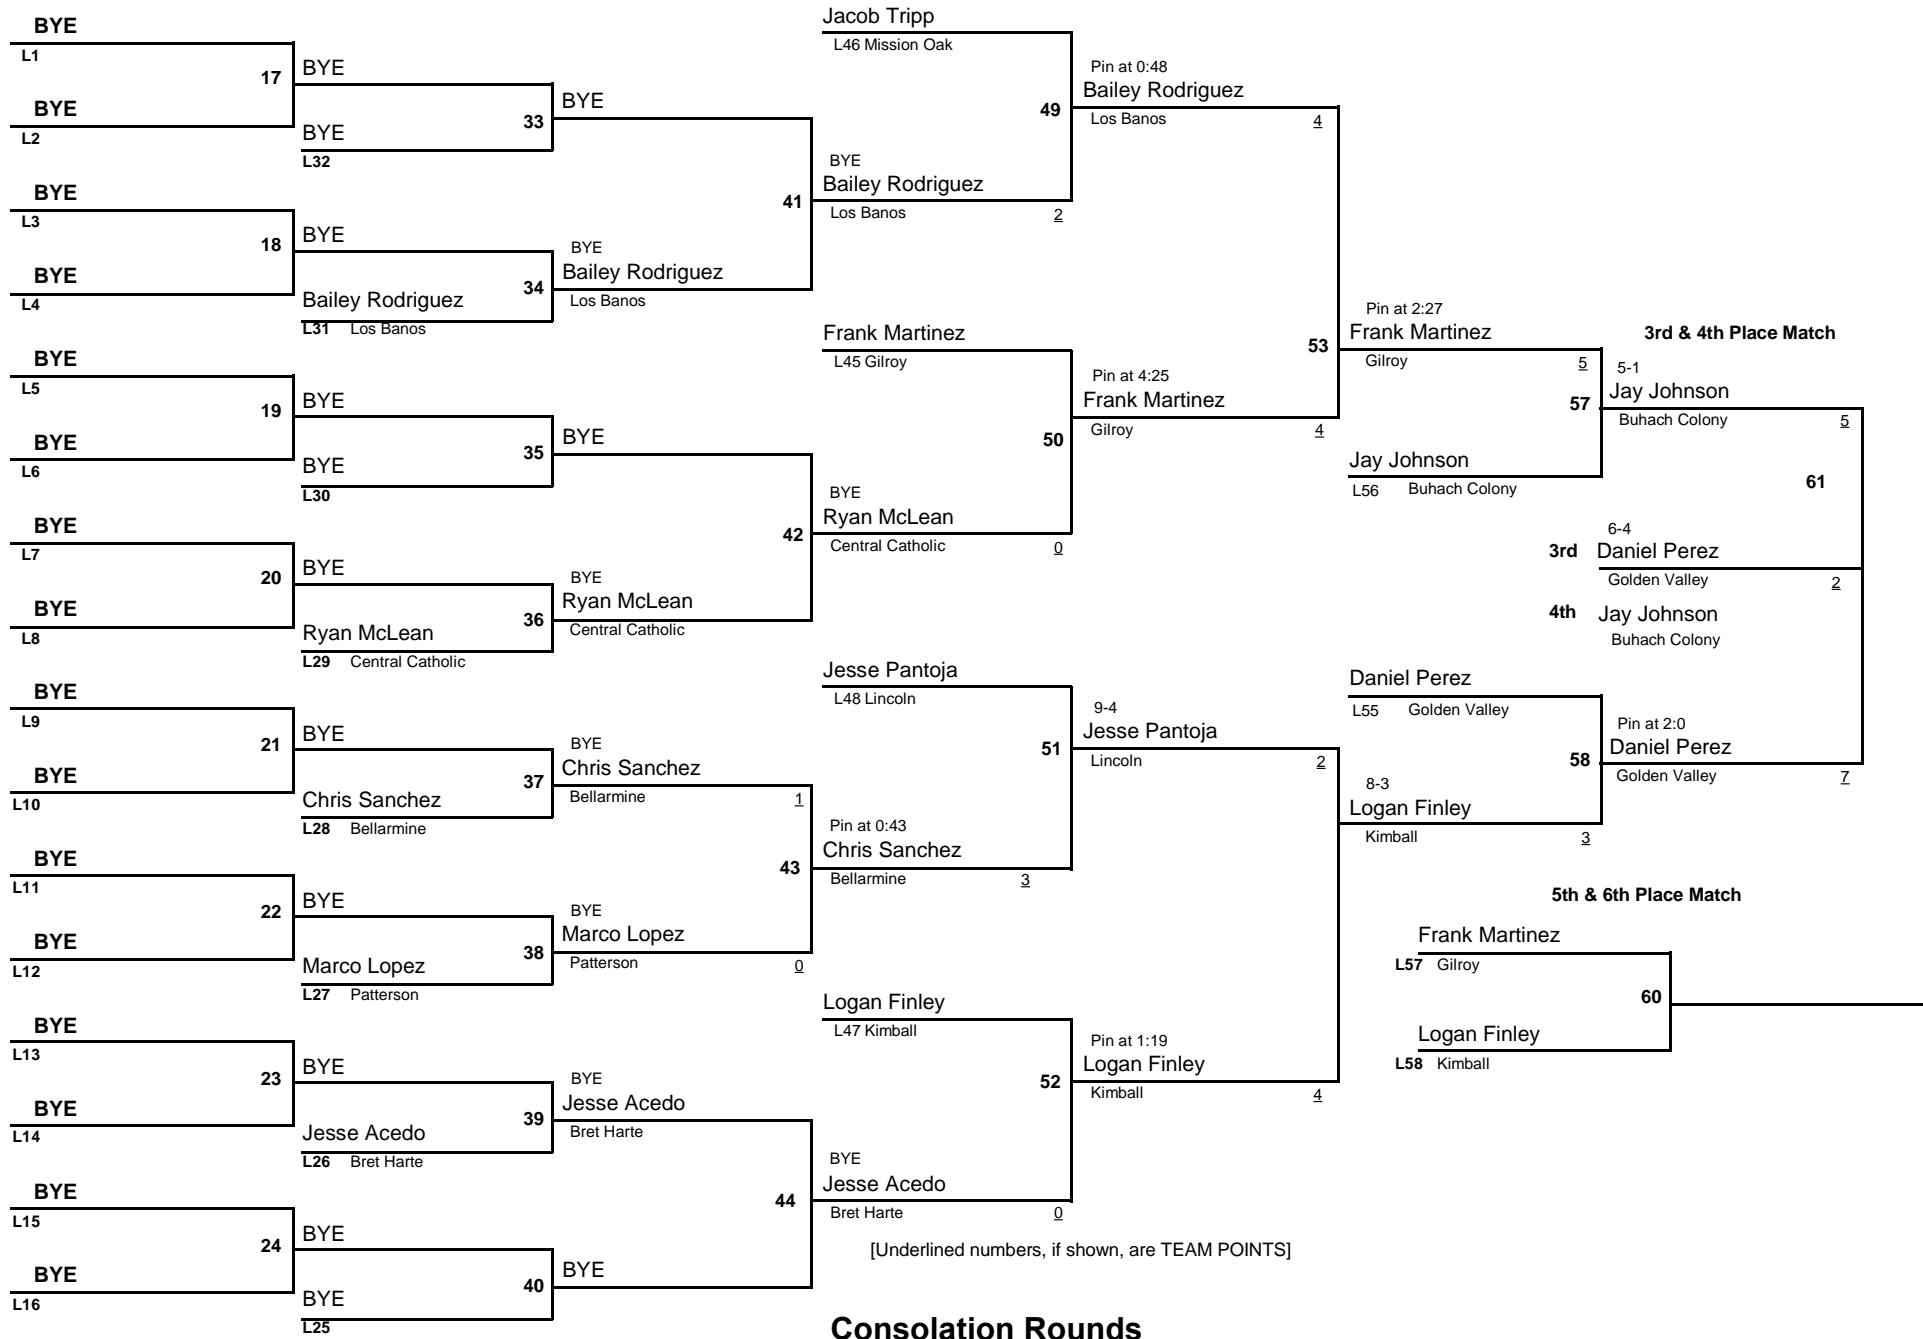 BYE
L1
17
BYE
L2
BYE
33
BYE
L32
BYE
BYE
L3
18
BYE
L4
BYE
34
Bailey Rodriguez
L31 Los Banos
BYE
Bailey Rodriguez
Los Banos
41
BYE
L5
19
BYE
L6
BYE
35
BYE
L30
BYE
BYE
L7
20
BYE
L8
BYE
36
Ryan McLean
L29 Central Catholic
BYE
Ryan McLean
Central Catholic
42
BYE
L9
21
BYE
L10
BYE
37
Chris Sanchez
L28 Bellarmine
BYE
Chris Sanchez
Bellarmine 1
43
BYE
L11
22
BYE
L12
BYE
38
Marco Lopez
L27 Patterson
BYE
Marco Lopez
Patterson 0
BYE
L13
23
BYE
L14
BYE
39
Jesse Acedo
L26 Bret Harte
BYE
Jesse Acedo
Bret Harte
44
BYE
L15
24
BYE
L16
BYE
40
BYE
L25
BYE
Jacob Tripp
L46 Mission Oak
49
BYE
Bailey Rodriguez
Los Banos 2
Pin at 0:48
Bailey Rodriguez
Los Banos 4
53
Frank Martinez
L45 Gilroy
50
BYE
Ryan McLean
Central Catholic 0
Pin at 4:25
Frank Martinez
Gilroy 4
Jesse Pantoja
L48 Lincoln
51
Pin at 0:43
Chris Sanchez
Bellarmine 3
9-4
Jesse Pantoja
Lincoln 2
Logan Finley
L47 Kimball
52
BYE
Jesse Acedo
Bret Harte 0
Pin at 1:19
Logan Finley
Kimball 4
Pin at 2:27
Frank Martinez
Gilroy 5
57
Jay Johnson
L56 Buhach Colony
3rd & 4th Place Match
5-1
Jay Johnson
Buhach Colony 5
61
6-4
3rd Daniel Perez
Golden Valley 2
4th Jay Johnson
Buhach Colony
Daniel Perez
L55 Golden Valley
58
8-3
Logan Finley
Kimball 3
Pin at 2:0
Daniel Perez
Golden Valley 7
5th & 6th Place Match
Frank Martinez
L57 Gilroy
60
Logan Finley
L58 Kimball
[Underlined numbers, if shown, are TEAM POINTS]
Consolation Rounds